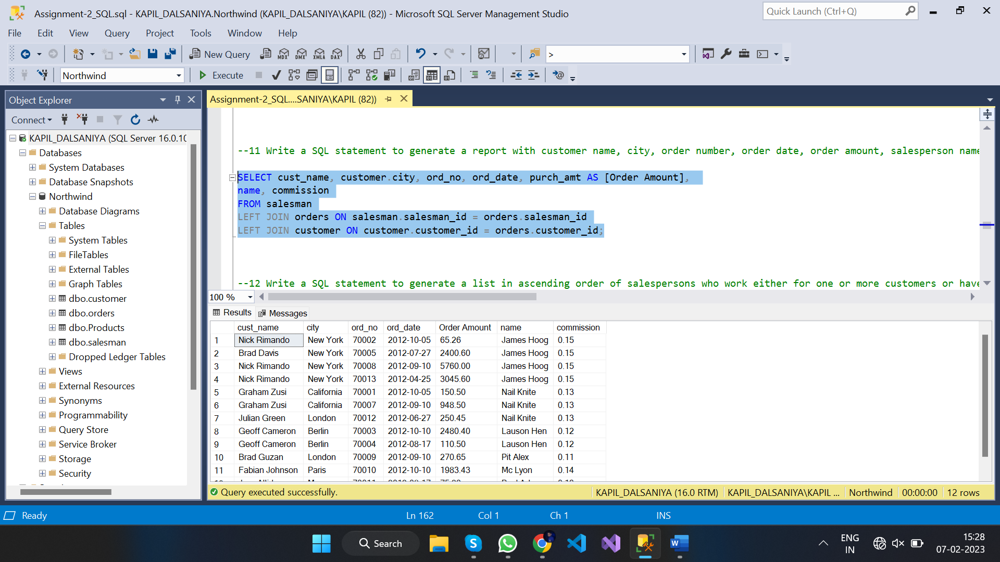 Assignment-2_SQL.sql - KAPIL_DALSANIYA.Northwind (KAPIL_DALSANIYA\KAPIL (82)) - Microsoft SQL Server Management Studio
Quick Launch (Ctrl+Q)
File Edit View Query Project Tools Window Help
New Query MDX DMX XMLA DAX >
Northwind Execute
Object Explorer
Connect
KAPIL_DALSANIYA (SQL Server 16.0.10
Databases
System Databases
Database Snapshots
Northwind
Database Diagrams
Tables
System Tables
FileTables
External Tables
Graph Tables
dbo.customer
dbo.orders
dbo.Products
dbo.salesman
Dropped Ledger Tables
Views
External Resources
Synonyms
Programmability
Query Store
Service Broker
Storage
Security
Assignment-2_SQL....SANIYA\KAPIL (82))
--11 Write a SQL statement to generate a report with customer name, city, order number, order date, order amount, salesperson name
SELECT cust_name, customer.city, ord_no, ord_date, purch_amt AS [Order Amount],
name, commission
FROM salesman
LEFT JOIN orders ON salesman.salesman_id = orders.salesman_id
LEFT JOIN customer ON customer.customer_id = orders.customer_id;
--12 Write a SQL statement to generate a list in ascending order of salespersons who work either for one or more customers or have
100 %
Results Messages
cust_name city ord_no ord_date Order Amount name commission
1 Nick Rimando New York 70002 2012-10-05 65.26 James Hoog 0.15
2 Brad Davis New York 70005 2012-07-27 2400.60 James Hoog 0.15
3 Nick Rimando New York 70008 2012-09-10 5760.00 James Hoog 0.15
4 Nick Rimando New York 70013 2012-04-25 3045.60 James Hoog 0.15
5 Graham Zusi California 70001 2012-10-05 150.50 Nail Knite 0.13
6 Graham Zusi California 70007 2012-09-10 948.50 Nail Knite 0.13
7 Julian Green London 70012 2012-06-27 250.45 Nail Knite 0.13
8 Geoff Cameron Berlin 70003 2012-10-10 2480.40 Lauson Hen 0.12
9 Geoff Cameron Berlin 70004 2012-08-17 110.50 Lauson Hen 0.12
10 Brad Guzan London 70009 2012-09-10 270.65 Pit Alex 0.11
11 Fabian Johnson Paris 70010 2012-10-10 1983.43 Mc Lyon 0.14
Query executed successfully. KAPIL_DALSANIYA (16.0 RTM) KAPIL_DALSANIYA\KAPIL ... Northwind 00:00:00 12 rows
Ready Ln 162 Col 1 Ch 1 INS
Search
ENG
IN
15:28
07-02-2023